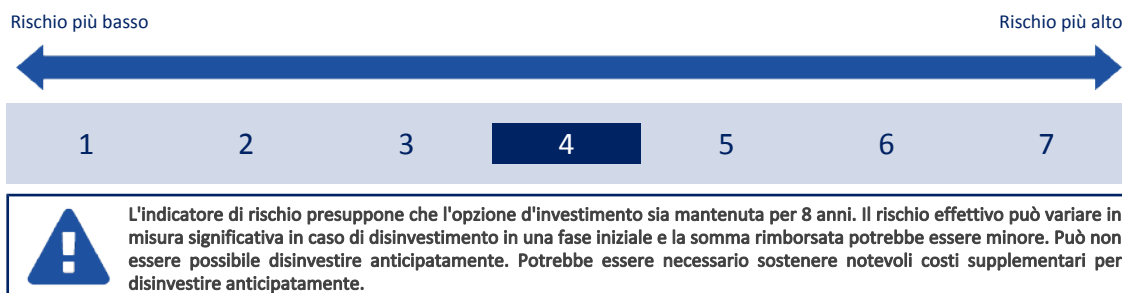 Rischio più basso Rischio più alto
1 2 3 4 5 6 7
L'indicatore di rischio presuppone che l'opzione d'investimento sia mantenuta per 8 anni. Il rischio effettivo può variare in
misura significativa in caso di disinvestimento in una fase iniziale e la somma rimborsata potrebbe essere minore. Può non
essere possibile disinvestire anticipatamente. Potrebbe essere necessario sostenere notevoli costi supplementari per
disinvestire anticipatamente.